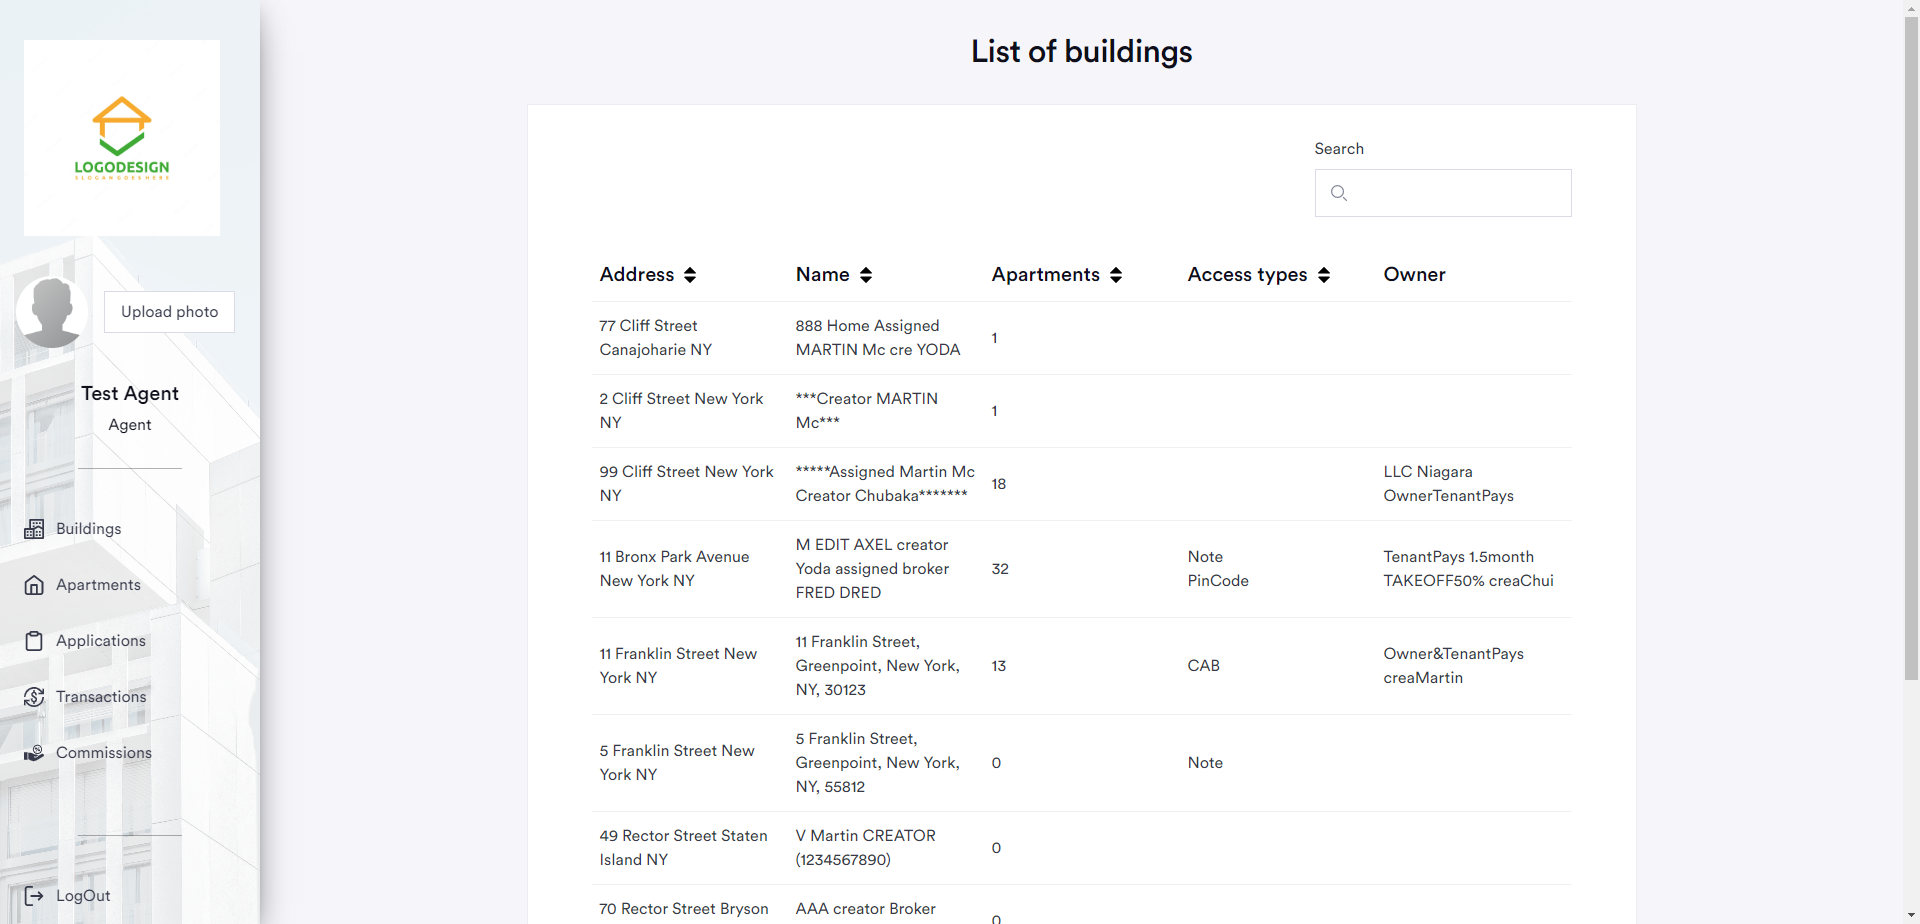 LOGODESIGN
SLOGAN GOES HERE
Upload photo
Test Agent
Agent
Buildings
Apartments
Applications
Transactions
Commissions
LogOut
List of buildings
Search
Address Name Apartments Access types Owner
77 Cliff Street
Canajoharie NY
888 Home Assigned
MARTIN Mc cre YODA
1
2 Cliff Street New York
NY
***Creator MARTIN
Mc***
1
99 Cliff Street New York
NY
*****Assigned Martin Mc
Creator Chubaka*******
18
LLC Niagara
OwnerTenantPays
11 Bronx Park Avenue
New York NY
M EDIT AXEL creator
Yoda assigned broker
FRED DRED
32
Note
PinCode
TenantPays 1.5month
TAKEOFF50% creaChui
11 Franklin Street New
York NY
11 Franklin Street,
Greenpoint, New York,
NY, 30123
13
CAB
Owner&TenantPays
creaMartin
5 Franklin Street New
York NY
5 Franklin Street,
Greenpoint, New York,
NY, 55812
0
Note
49 Rector Street Staten
Island NY
V Martin CREATOR
(1234567890)
0
70 Rector Street Bryson
AAA creator Broker
0